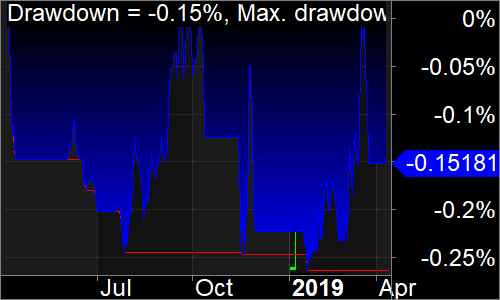 Drawdown = -0.15%, Max. drawdow
0%
-0.05%
-0.1%
-0.15181
-0.2%
-0.25%
Jul
Oct
2019
Apr